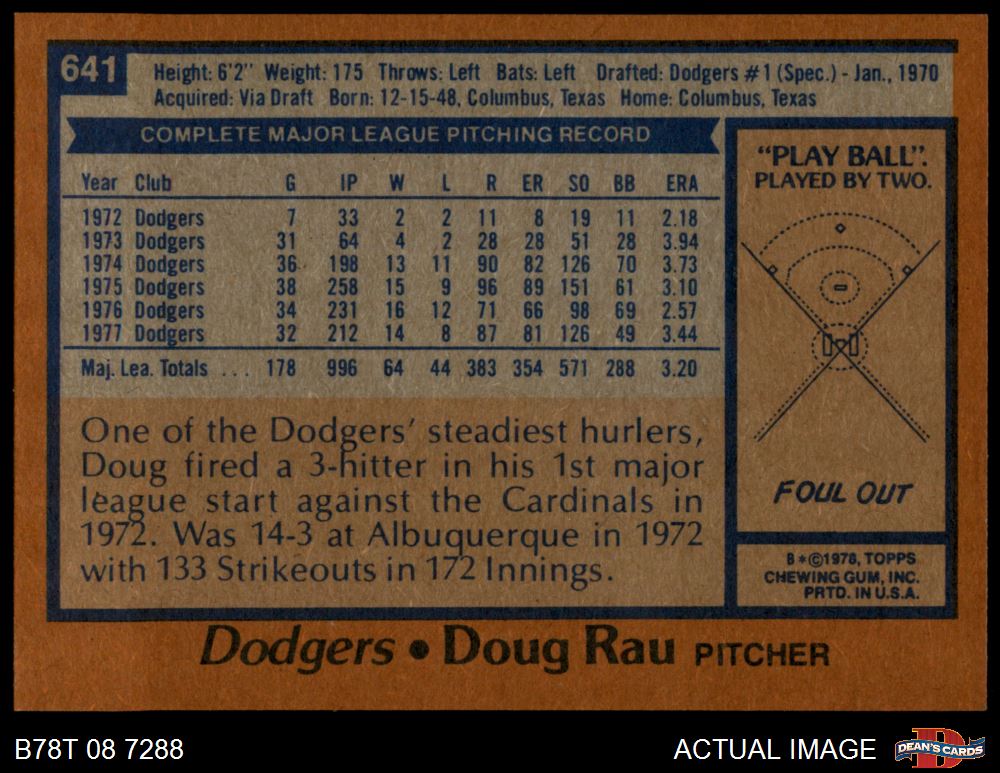 641
Height: 6'2" Weight: 175 Throws: Left Bats: Left Drafted: Dodgers #1 (Spec.) - Jan., 1970
Acquired: Via Draft Born: 12-15-48, Columbus, Texas Home: Columbus, Texas
COMPLETE MAJOR LEAGUE PITCHING RECORD
Year Club G IP W L R ER SO BB ERA
1972 Dodgers 7 33 2 2 11 8 19 11 2.18
1973 Dodgers 31 64 4 2 28 28 51 28 3.94
1974 Dodgers 36 198 13 11 90 82 126 70 3.73
1975 Dodgers 38 258 15 9 96 89 151 61 3.10
1976 Dodgers 34 231 16 12 71 66 98 69 2.57
1977 Dodgers 32 212 14 8 87 81 126 49 3.44
Maj. Lea. Totals ... 178 996 64 44 383 354 571 288 3.20
One of the Dodgers' steadiest hurlers,
Doug fired a 3-hitter in his 1st major
league start against the Cardinals in
1972. Was 14-3 at Albuquerque in 1972
with 133 Strikeouts in 172 Innings.
"PLAY BALL".
PLAYED BY TWO.
FOUL OUT
B*©1978, TOPPS
CHEWING GUM, INC.
PRTD. IN U.S.A.
Dodgers • Doug Rau PITCHER
B78T 08 7288
ACTUAL IMAGE
DEAN'S CARDS